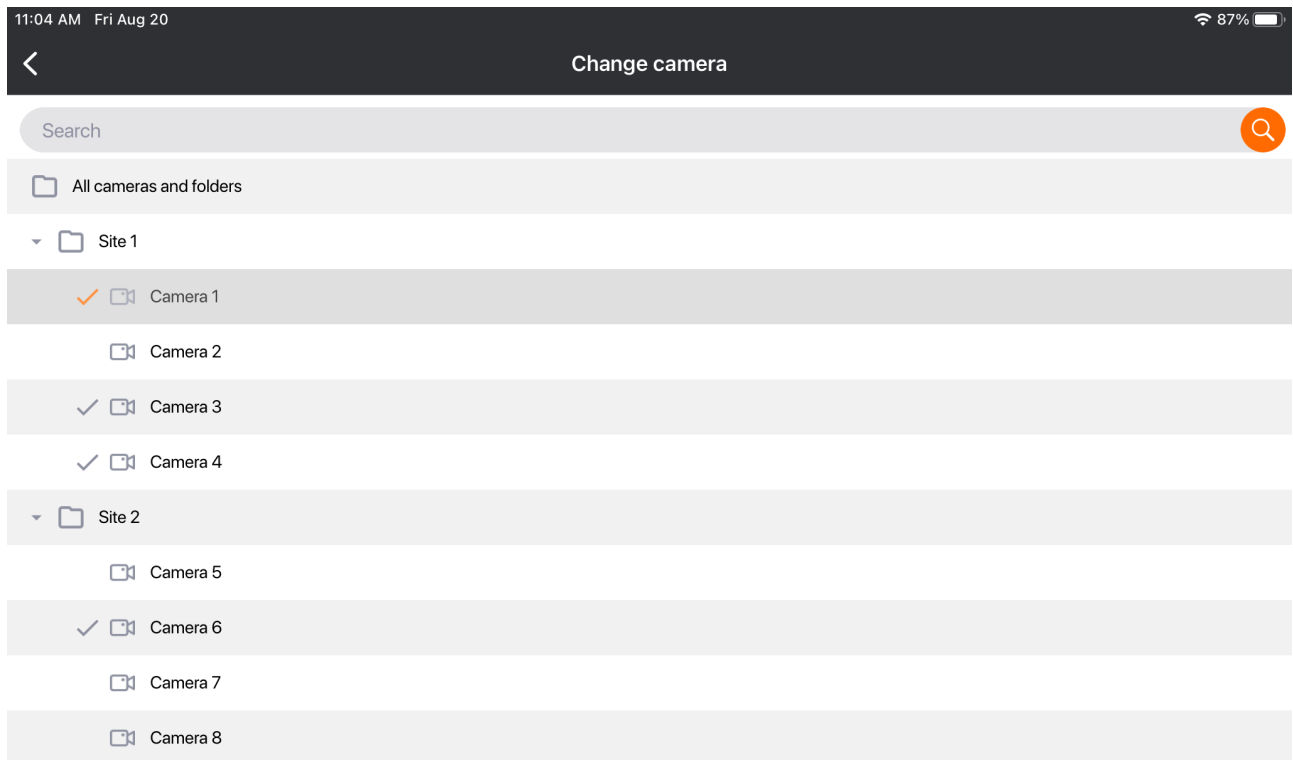 11:04 AM Fri Aug 20 87%
Change camera
Search
All cameras and folders
Site 1
Camera 1
Camera 2
Camera 3
Camera 4
Site 2
Camera 5
Camera 6
Camera 7
Camera 8